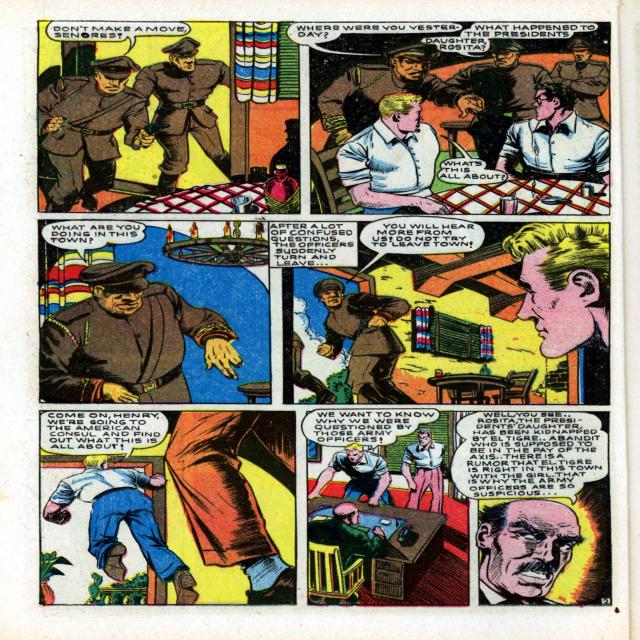 DON'T MAKE A MOVE,
SENORES!
WHERE WERE YOU YESTER-
DAY?
WHAT HAPPENED TO
THE PRESIDENTS
DAUGHTER,
ROSITA?
WHAT'S
THIS
ALL ABOUT?
WHAT ARE YOU
DOING IN THIS
TOWN?
AFTER A LOT
OF CONFUSED
QUESTIONS,
THE OFFICERS
SUDDENLY
TURN AND
LEAVE...
YOU WILL HEAR
MORE FROM
US! DO NOT TRY
TO LEAVE TOWN!
COME ON, HENRY,
WE'RE GOING TO
THE AMERICAN
CONSUL AND FIND
OUT WHAT THIS IS
ALL ABOUT!
WE WANT TO KNOW
WHY WE WERE
QUESTIONED BY
THE ARMY
OFFICERS!
WELL, YOU SEE..
ROSITA, THE PRESI-
DENTS' DAUGHTER,
HAS BEEN KIDNAPPED
BY EL TIGRE.. A BANDIT
WHO IS SUPPOSED TO
BE IN THE PAY OF THE
AXIS. THERE IS A
RUMOR THAT EL TIGRE
IS RIGHT IN THIS TOWN
WITH THE GIRL. THAT
IS WHY THE ARMY
OFFICERS ARE SO
SUSPICIOUS...
2